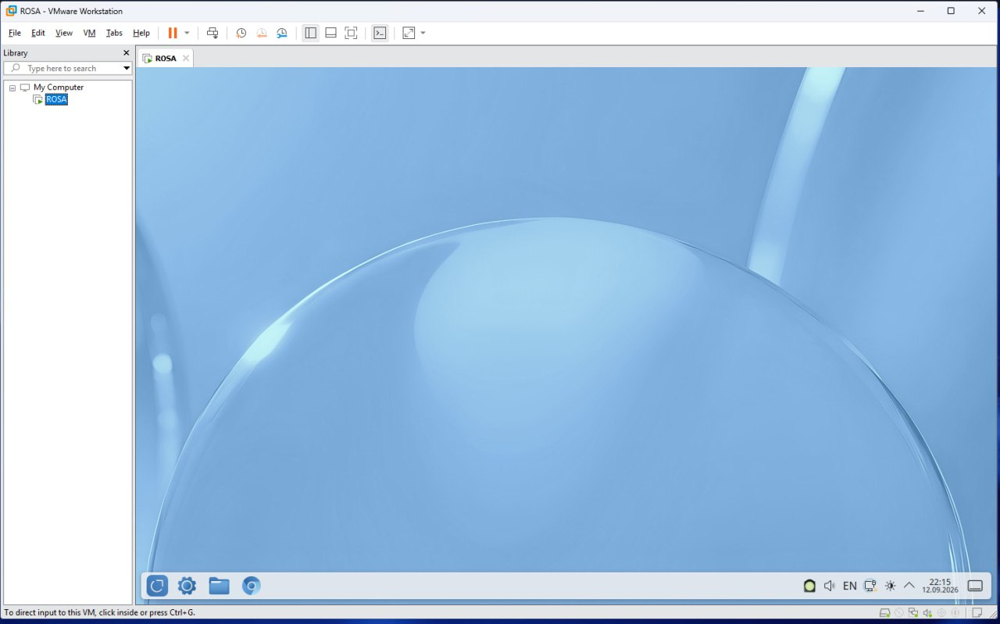 ROSA - VMware Workstation
File Edit View VM Tabs Help
Library
ROSA
Type here to search
My Computer
ROSA
EN
22:15
12.09.2026
To direct input to this VM, click inside or press Ctrl+G.